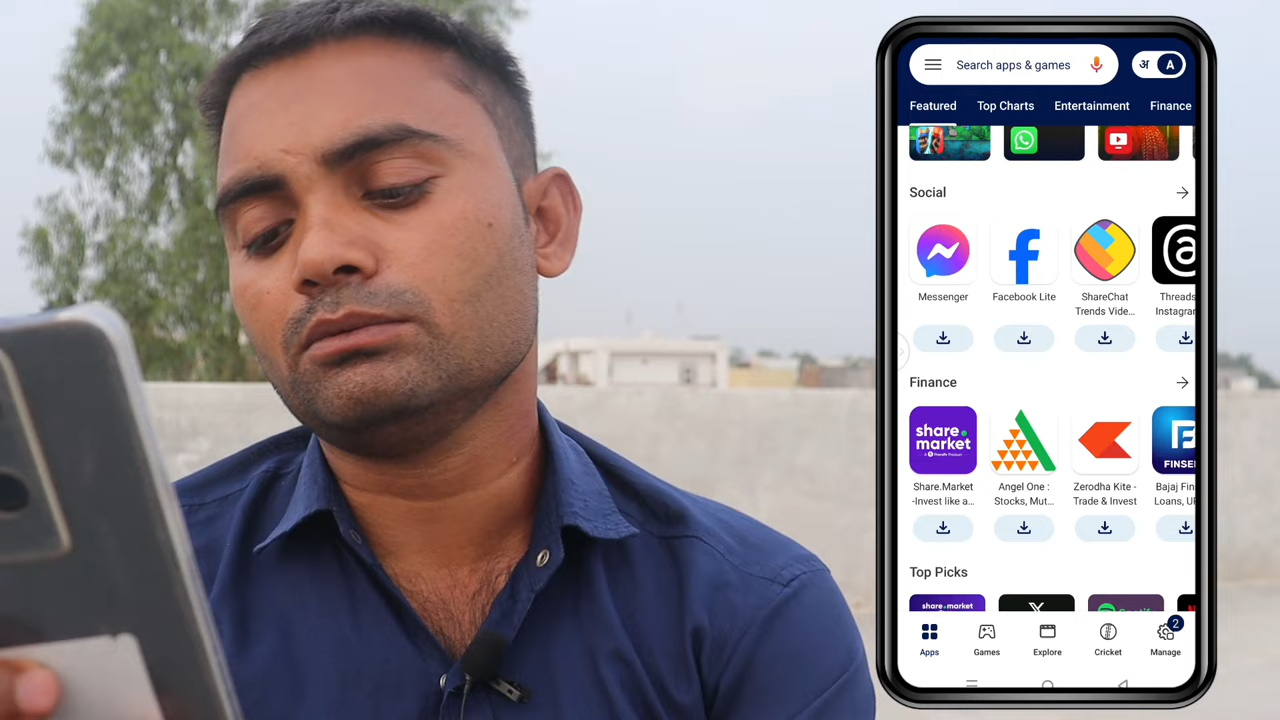 Search apps & games
अ A
Featured Top Charts Entertainment Finance
Social
Messenger
Facebook Lite
ShareChat
Trends Vide...
Threads
Instagram
Finance
share.
market
FINSE
Share.Market
-Invest like a...
Angel One :
Stocks, Mut...
Zerodha Kite -
Trade & Invest
Bajaj Fin
Loans, U
Top Picks
share.market
X
Spotify
2
Apps Games Explore Cricket Manage